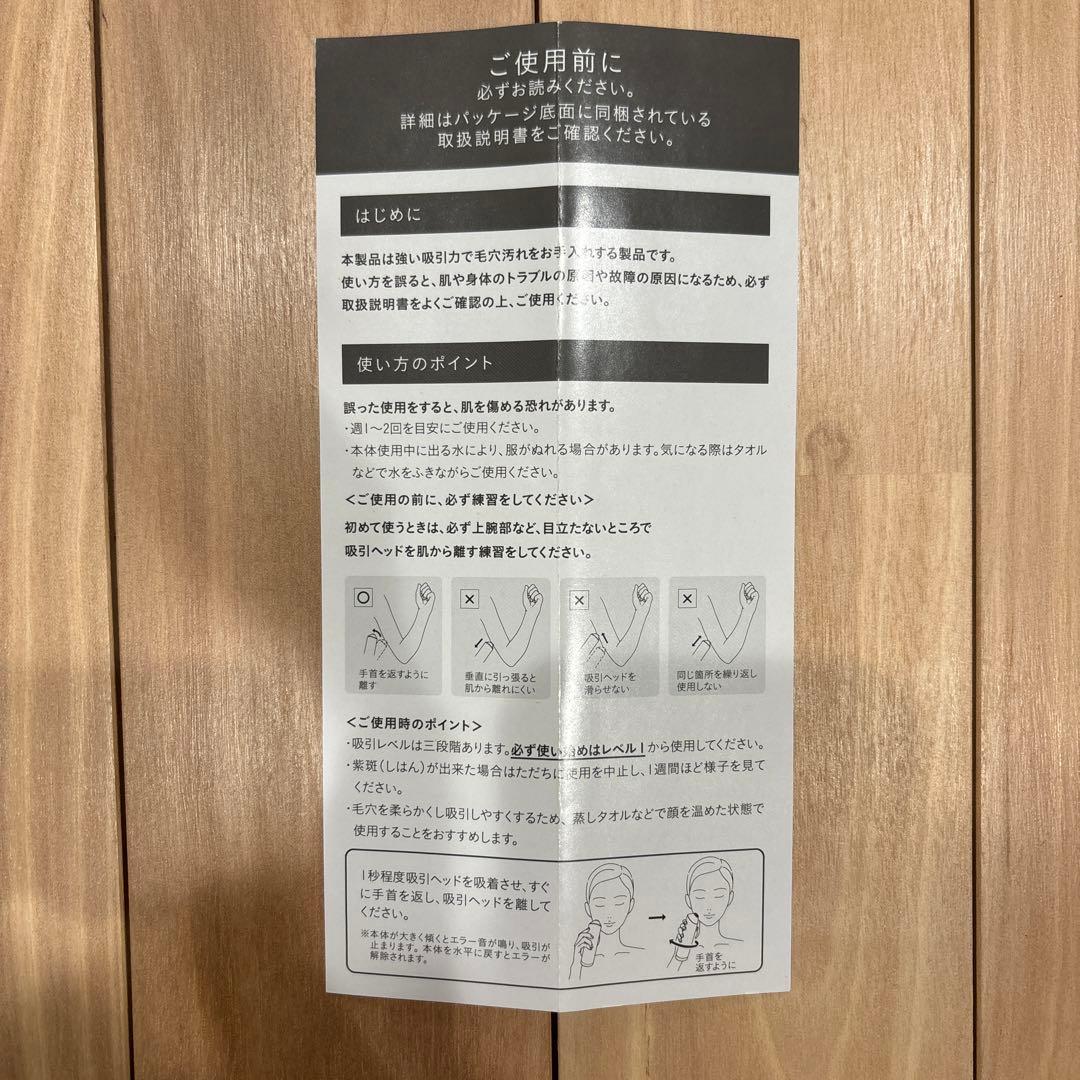 ご使用前に
必ずお読みください。
詳細はパッケージ底面に同梱されている
取扱説明書をご確認ください。
はじめに
本製品は強い吸引力で毛穴汚れをお手入れする製品です。
使い方を誤ると、肌や身体のトラブルの原因や故障の原因になるため、必ず
取扱説明書をよくご確認の上、ご使用ください。
使い方のポイント
誤った使用をすると、肌を傷める恐れがあります。
・週1〜2回を目安にご使用ください。
・本体使用中に出る水により、服がぬれる場合があります。気になる際はタオル
などで水をふきながらご使用ください。
<ご使用の前に、必ず練習をしてください>
初めて使うときは、必ず上腕部など、目立たないところで
吸引ヘッドを肌から離す練習をしてください。
○
手首を返すように
離す
×
垂直に引っ張ると
肌から離れにくい
×
吸引ヘッドを
滑らせない
×
同じ箇所を繰り返し
使用しない
<ご使用時のポイント>
・吸引レベルは三段階あります。必ず使い始めはレベル1から使用してください。
・紫斑(しはん)が出来た場合はただちに使用を中止し、1週間ほど様子を見て
ください。
・毛穴を柔らかくし吸引しやすくするため、蒸しタオルなどで顔を温めた状態で
使用することをおすすめします。
1秒程度吸引ヘッドを吸着させ、すぐ
に手首を返し、吸引ヘッドを離して
ください。
※本体が大きく傾くとエラー音が鳴り、吸引が
止まります。本体を水平に戻すとエラーが
解除されます。
手首を
返すように